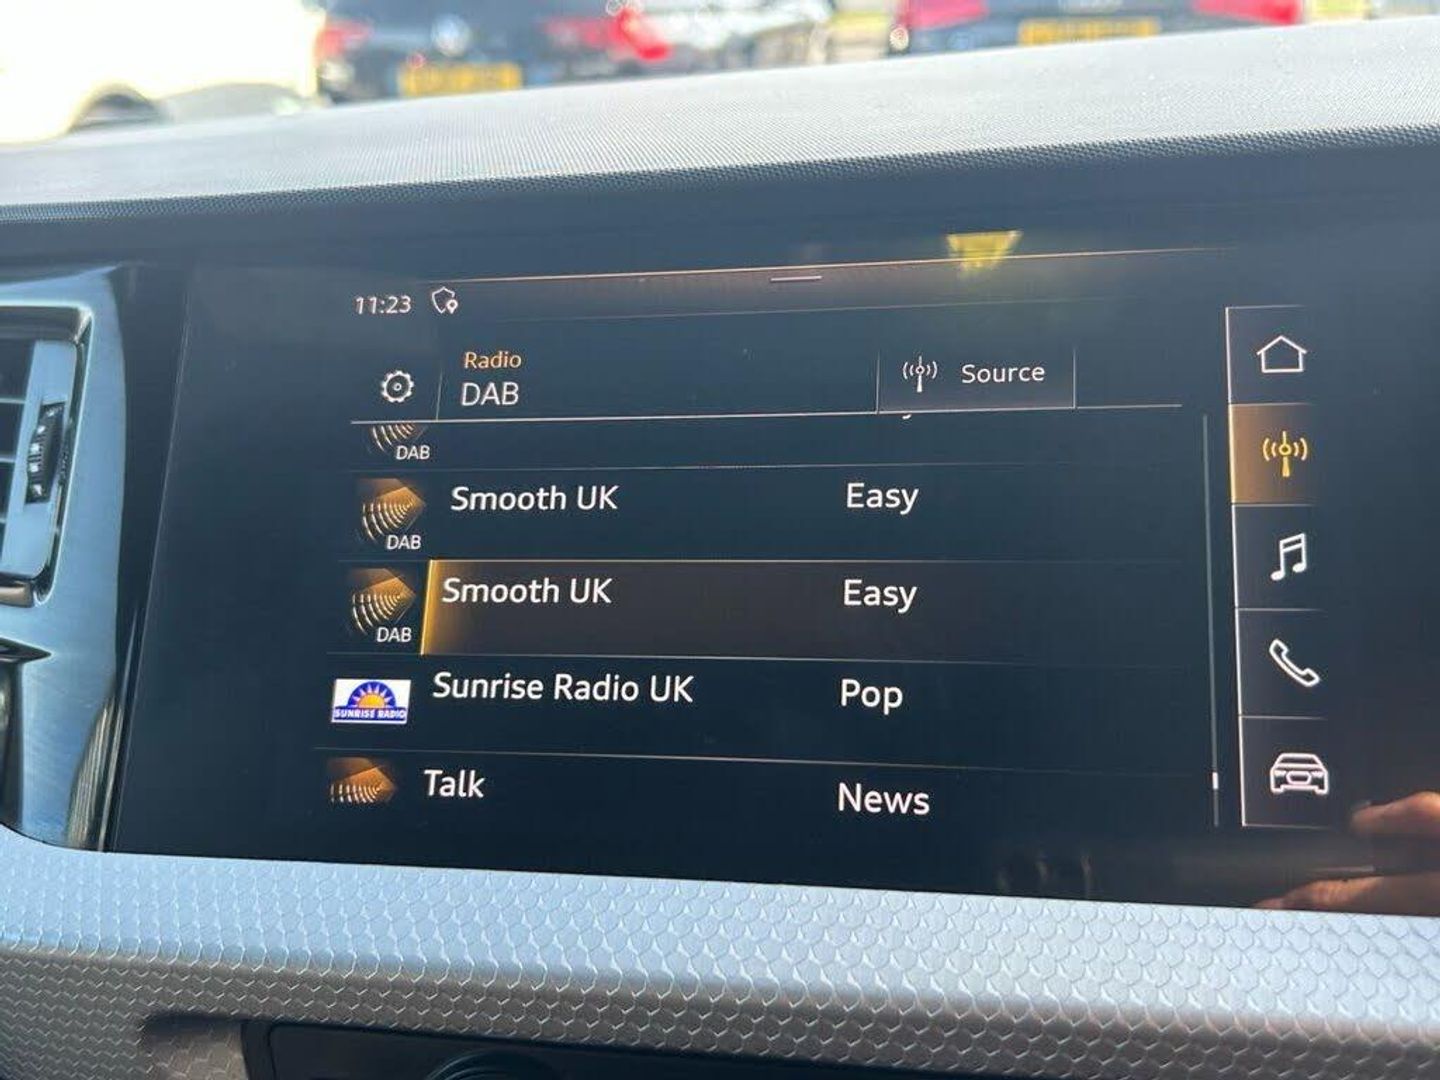 11:23
Radio
DAB
Source
DAB
Smooth UK Easy
DAB
Smooth UK Easy
DAB
Sunrise Radio UK Pop
SUNRISE RADIO
Talk News